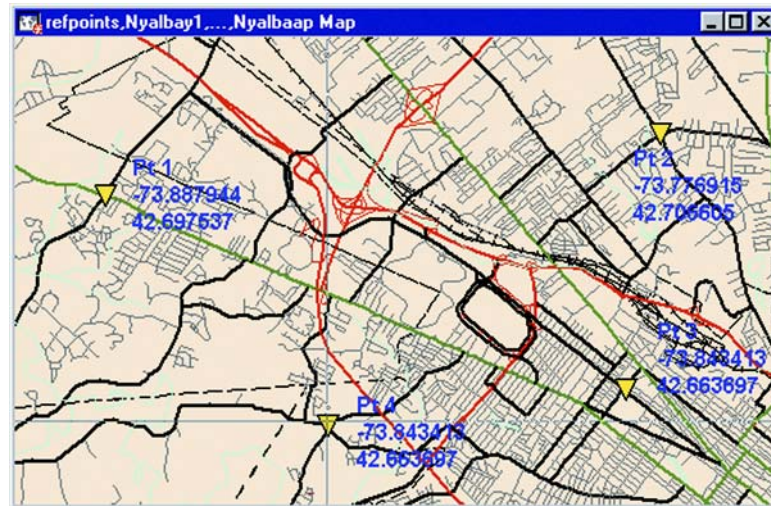 refpoints,Nyalbay1,...,Nyalbaap Map
Pt 1
-73.887944
42.697537
Pt 2
-73.776915
42.706605
Pt 3
-73.843413
42.663697
Pt 4
-73.843413
42.663697